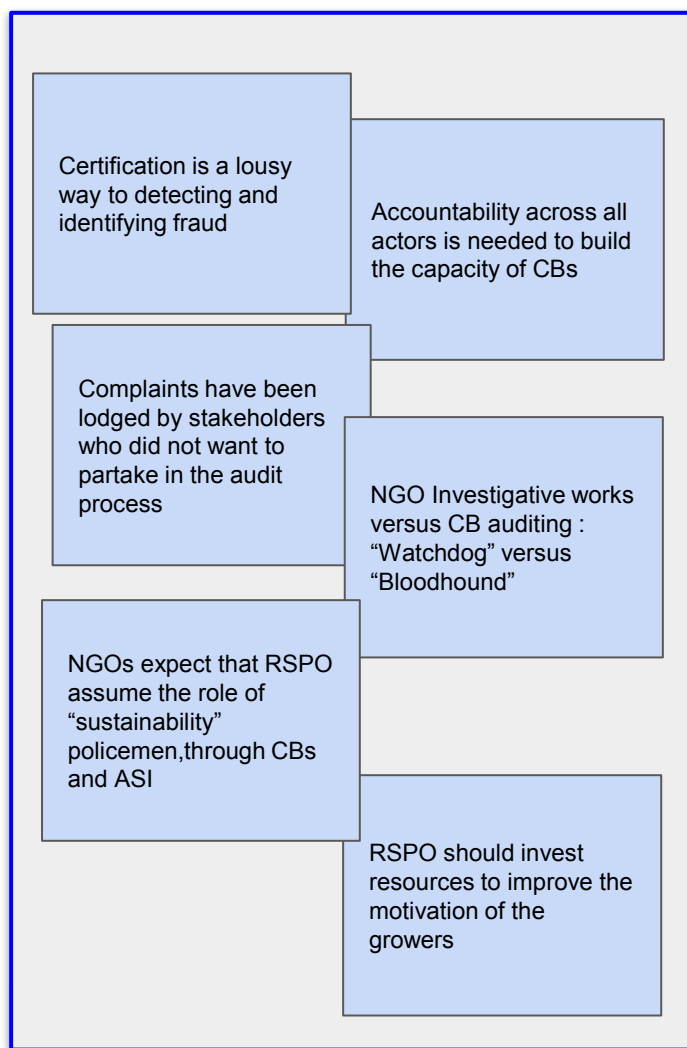 Certification is a lousy
way to detecting and
identifying fraud
Accountability across all
actors is needed to build
the capacity of CBs
Complaints have been
lodged by stakeholders
who did not want to
partake in the audit
process
NGO Investigative works
versus CB auditing :
“Watchdog” versus
“Bloodhound”
NGOs expect that RSPO
assume the role of
“sustainability”
policemen,through CBs
and ASI
RSPO should invest
resources to improve the
motivation of the
growers